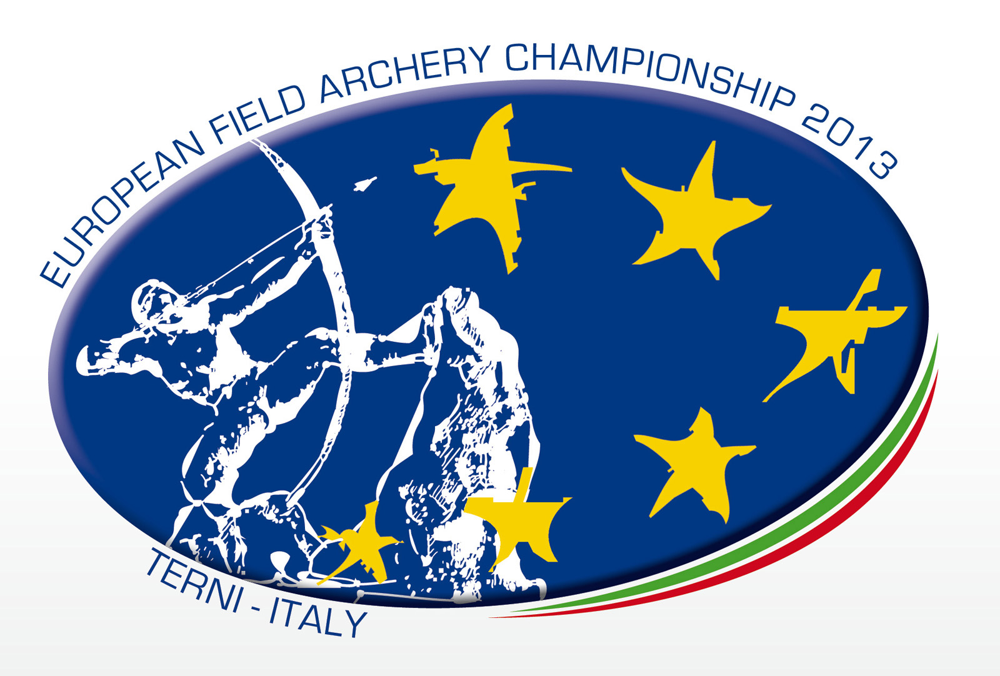 EUROPEAN FIELD ARCHERY CHAMPIONSHIP 2013
TERNI - ITALY